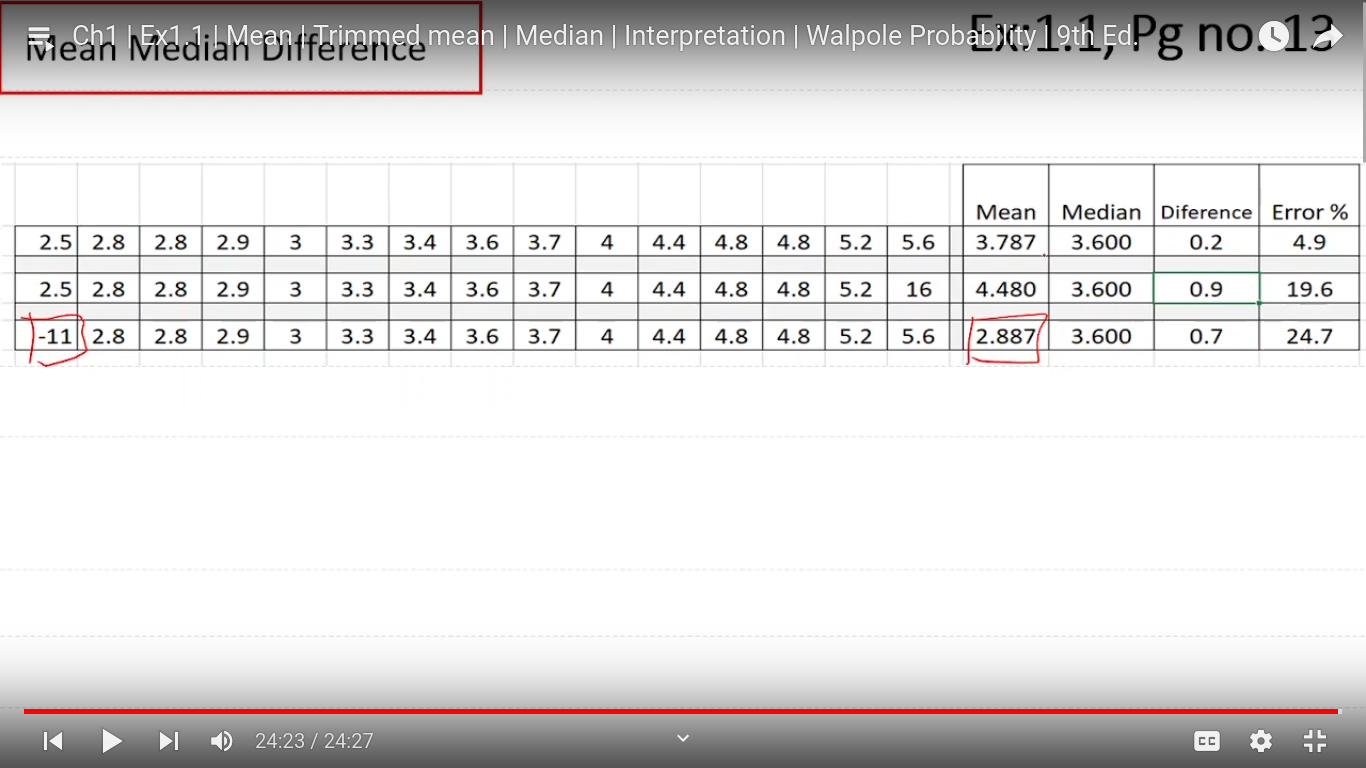 Ch1 | Ex1.1 | Mean | Trimmed mean | Median | Interpretation | Walpole Probability | 9th Ed.
Mean Median Difference
Ex:1.1, Pg no. 13
Mean Median Diference Error %
2.5 2.8 2.8 2.9 3 3.3 3.4 3.6 3.7 4 4.4 4.8 4.8 5.2 5.6 3.787 3.600 0.2 4.9
2.5 2.8 2.8 2.9 3 3.3 3.4 3.6 3.7 4 4.4 4.8 4.8 5.2 16 4.480 3.600 0.9 19.6
-11 2.8 2.8 2.9 3 3.3 3.4 3.6 3.7 4 4.4 4.8 4.8 5.2 5.6 2.887 3.600 0.7 24.7
24:23 / 24:27
CC